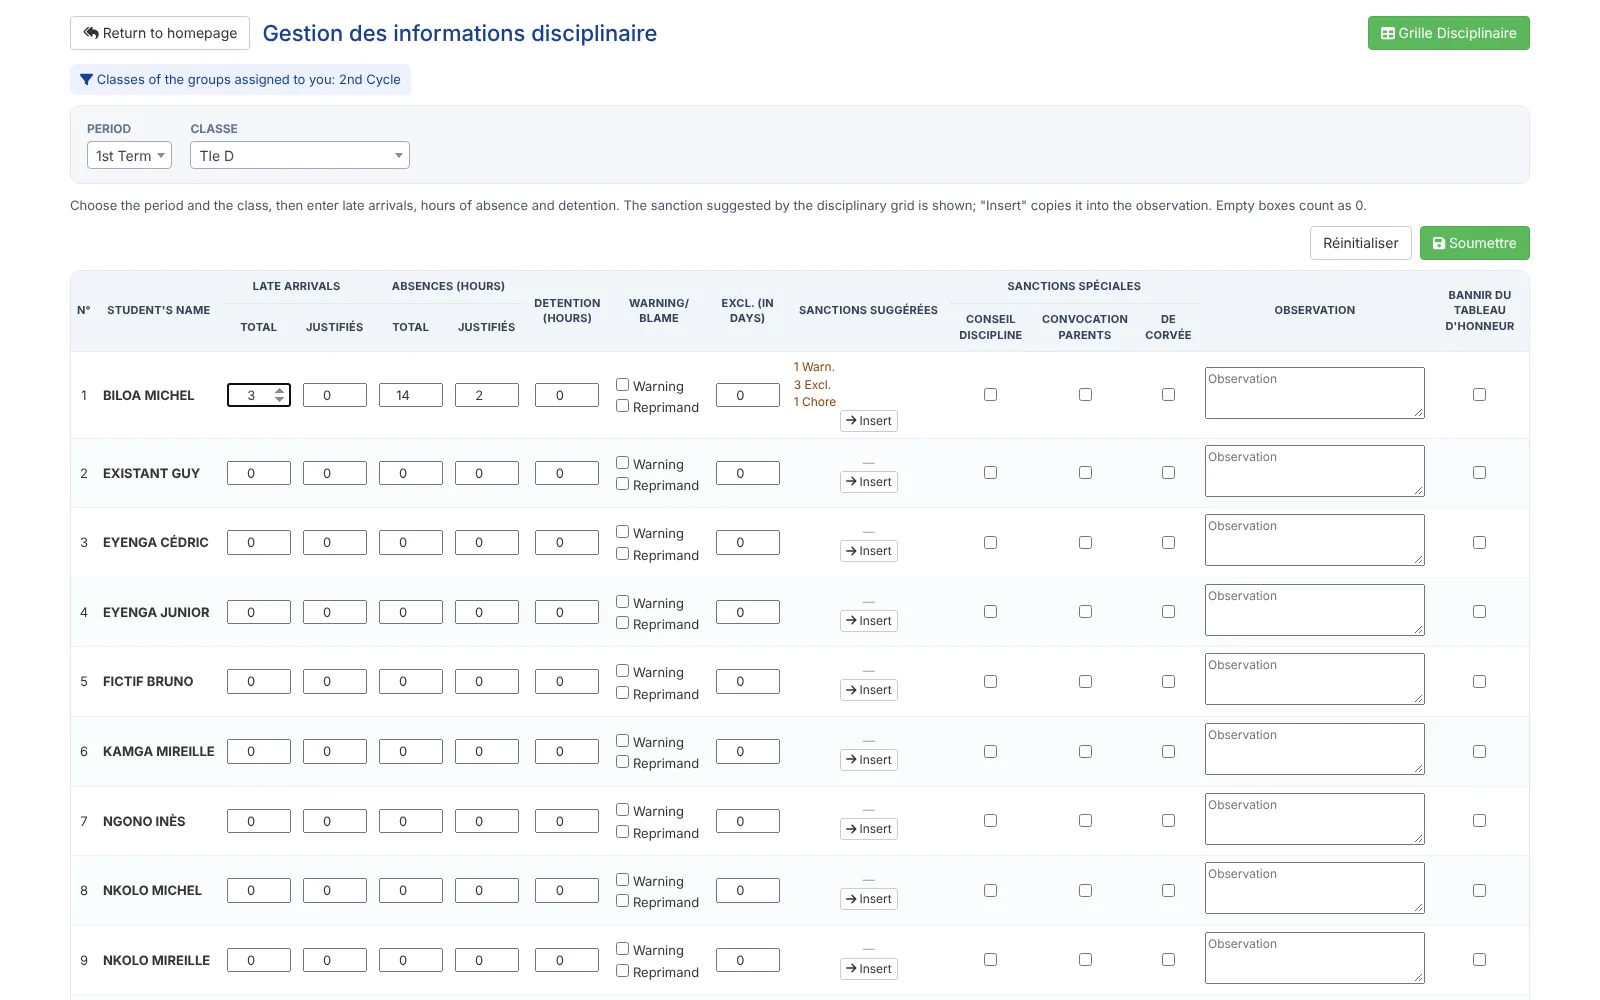 Return to homepage
Gestion des informations disciplinaire
Grille Disciplinaire
Classes of the groups assigned to you: 2nd Cycle
PERIOD
CLASSE
1st Term
Tle D
Choose the period and the class, then enter late arrivals, hours of absence and detention. The sanction suggested by the disciplinary grid is shown; "Insert" copies it into the observation. Empty boxes count as 0.
Réinitialiser
Soumettre
N°
STUDENT'S NAME
LATE ARRIVALS
TOTAL
JUSTIFIÉS
ABSENCES (HOURS)
TOTAL
JUSTIFIÉS
DETENTION
(HOURS)
WARNING/
BLAME
EXCL. (IN
DAYS)
SANCTIONS SUGGÉRÉES
SANCTIONS SPÉCIALES
CONSEIL
DISCIPLINE
CONVOCATION
PARENTS
DE
CORVÉE
OBSERVATION
BANNIR DU
TABLEAU
D'HONNEUR
1 BILOA MICHEL 3 0 14 2 0
Warning
Reprimand
0
1 Warn.
3 Excl.
1 Chore
Insert
Observation
2 EXISTANT GUY 0 0 0 0 0
Warning
Reprimand
0
—
Insert
Observation
3 EYENGA CÉDRIC 0 0 0 0 0
Warning
Reprimand
0
—
Insert
Observation
4 EYENGA JUNIOR 0 0 0 0 0
Warning
Reprimand
0
—
Insert
Observation
5 FICTIF BRUNO 0 0 0 0 0
Warning
Reprimand
0
—
Insert
Observation
6 KAMGA MIREILLE 0 0 0 0 0
Warning
Reprimand
0
—
Insert
Observation
7 NGONO INÈS 0 0 0 0 0
Warning
Reprimand
0
—
Insert
Observation
8 NKOLO MICHEL 0 0 0 0 0
Warning
Reprimand
0
—
Insert
Observation
9 NKOLO MIREILLE 0 0 0 0 0
Warning
Reprimand
0
—
Insert
Observation